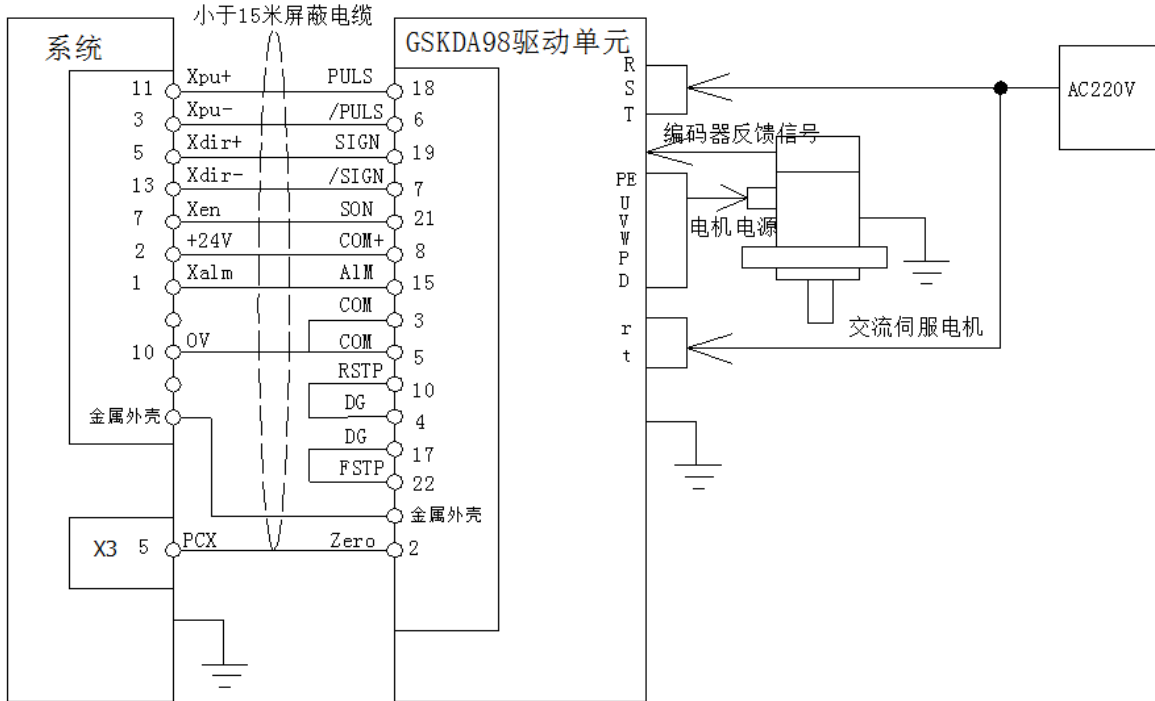 小于15米屏蔽电缆
系统
GSKDA98驱动单元
11 Xpu+ PULS 18
3 Xpu- /PULS 6
5 Xdir+ SIGN 19
13 Xdir- /SIGN 7
7 Xen SON 21
2 +24V COM+ 8
1 Xalm AlM 15
COM 3
10 0V COM 5
RSTP 10
DG 4
DG 17
FSTP 22
金属外壳
金属外壳
X3 5 PCX Zero 2
R
S
T
AC220V
编码器反馈信号
PE
U
V
W
P
D
电机电源
r
t
交流伺服电机